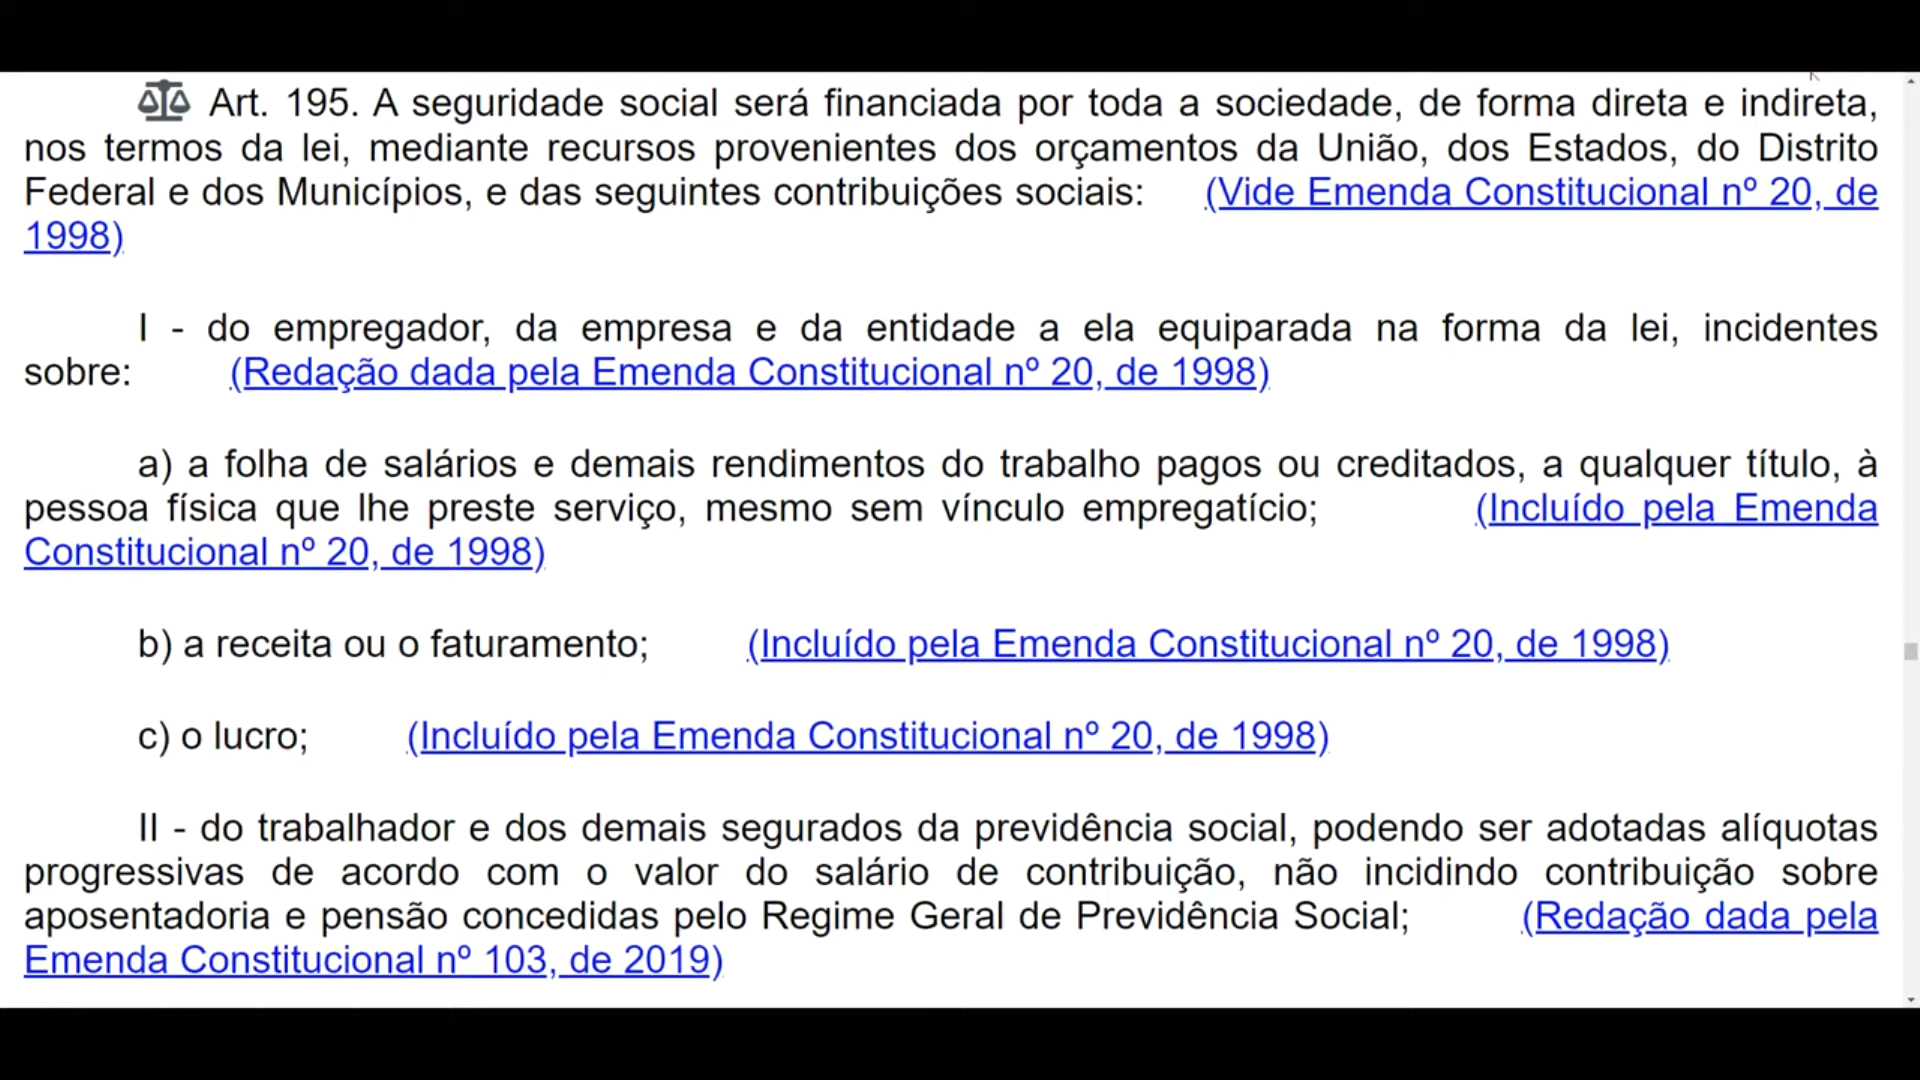 Art. 195. A seguridade social será financiada por toda a sociedade, de forma direta e indireta,
nos termos da lei, mediante recursos provenientes dos orçamentos da União, dos Estados, do Distrito
Federal e dos Municípios, e das seguintes contribuições sociais: (Vide Emenda Constitucional nº 20, de
1998)
I - do empregador, da empresa e da entidade a ela equiparada na forma da lei, incidentes
sobre: (Redação dada pela Emenda Constitucional nº 20, de 1998)
a) a folha de salários e demais rendimentos do trabalho pagos ou creditados, a qualquer título, à
pessoa física que lhe preste serviço, mesmo sem vínculo empregatício; (Incluído pela Emenda
Constitucional nº 20, de 1998)
b) a receita ou o faturamento; (Incluído pela Emenda Constitucional nº 20, de 1998)
c) o lucro; (Incluído pela Emenda Constitucional nº 20, de 1998)
II - do trabalhador e dos demais segurados da previdência social, podendo ser adotadas alíquotas
progressivas de acordo com o valor do salário de contribuição, não incidindo contribuição sobre
aposentadoria e pensão concedidas pelo Regime Geral de Previdência Social; (Redação dada pela
Emenda Constitucional nº 103, de 2019)